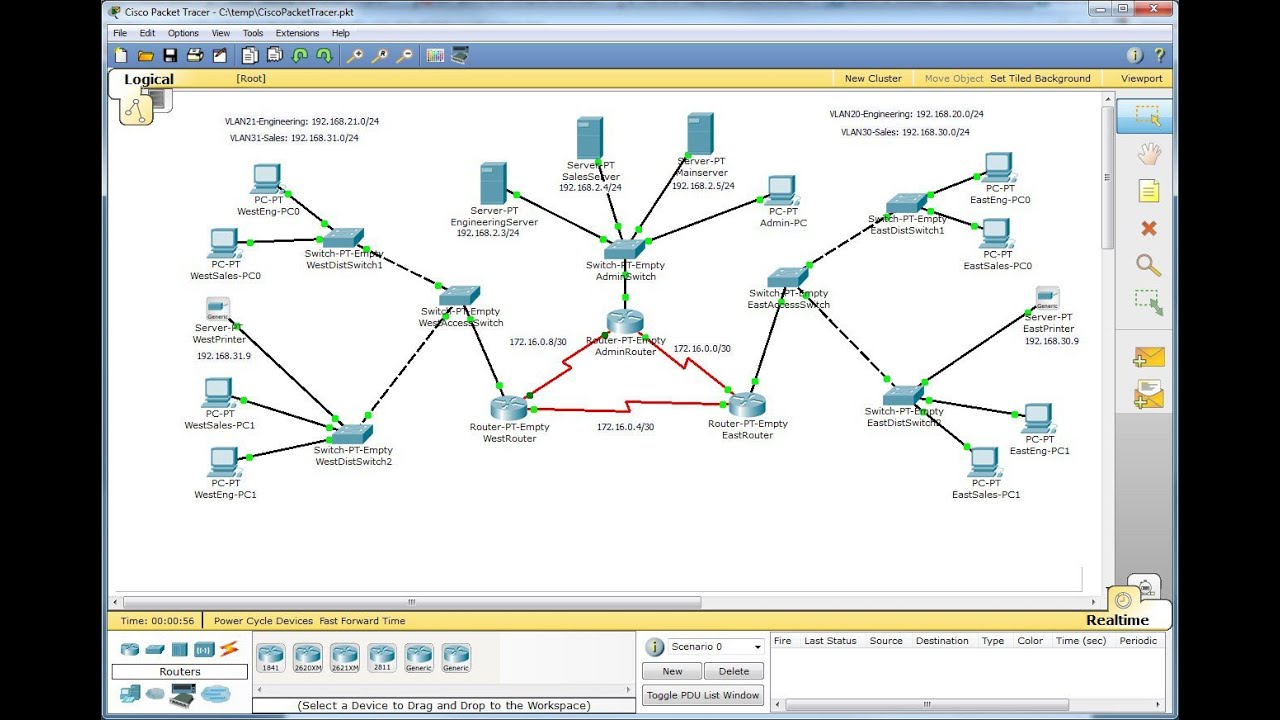 Cisco Packet Tracer - C:\temp\CiscoPacketTracer.pkt
File Edit Options View Tools Extensions Help
Logical [Root] New Cluster Move Object Set Tiled Background Viewport
VLAN21-Engineering: 192.168.21.0/24
VLAN31-Sales: 192.168.31.0/24
VLAN20-Engineering: 192.168.20.0/24
VLAN30-Sales: 192.168.30.0/24
PC-PT
WestEng-PC0
PC-PT
WestSales-PC0
Switch-PT-Empty
WestDistSwitch1
Server-PT
EngineeringServer
192.168.2.3/24
Server-PT
SalesServer
192.168.2.4/24
Server-PT
Mainserver
192.168.2.5/24
PC-PT
Admin-PC
Switch-PT-Empty
AdminSwitch
PC-PT
EastEng-PC0
Switch-PT-Empty
EastDistSwitch1
PC-PT
EastSales-PC0
Switch-PT-Empty
WestAccessSwitch
Switch-PT-Empty
EastAccessSwitch
Generic
Server-PT
WestPrinter
192.168.31.9
Router-PT-Empty
AdminRouter
172.16.0.8/30
172.16.0.0/30
Generic
Server-PT
EastPrinter
192.168.30.9
PC-PT
WestSales-PC1
Router-PT-Empty
WestRouter
172.16.0.4/30
Router-PT-Empty
EastRouter
Switch-PT-Empty
EastDistSwitch2
PC-PT
EastEng-PC1
Switch-PT-Empty
WestDistSwitch2
PC-PT
WestEng-PC1
PC-PT
EastSales-PC1
Realtime
Time: 00:00:56 Power Cycle Devices Fast Forward Time
Routers
1841 2620XM 2621XM 2811 Generic Generic
(Select a Device to Drag and Drop to the Workspace)
Scenario 0
New Delete
Toggle PDU List Window
Fire Last Status Source Destination Type Color Time (sec) Periodic